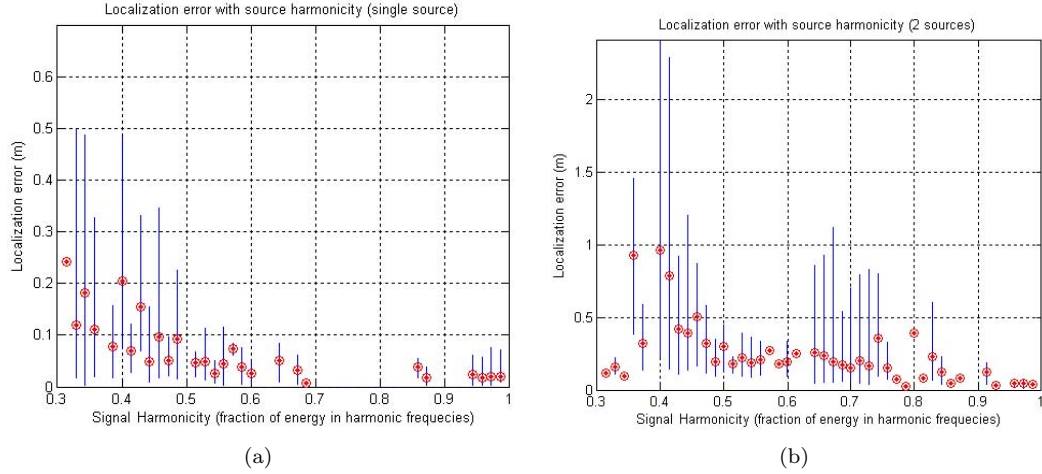 Localization error with source harmonicity (single source)
Localization error (m)
0.6
0.5
0.4
0.3
0.2
0.1
0
0.3 0.4 0.5 0.6 0.7 0.8 0.9 1
Signal Harmonicity (fraction of energy in harmonic frequecies)
(a)
Localization error with source harmonicity (2 sources)
Localization error (m)
2
1.5
1
0.5
0
0.3 0.4 0.5 0.6 0.7 0.8 0.9 1
Signal Harmonicity (fraction of energy in harmonic frequecies)
(b)